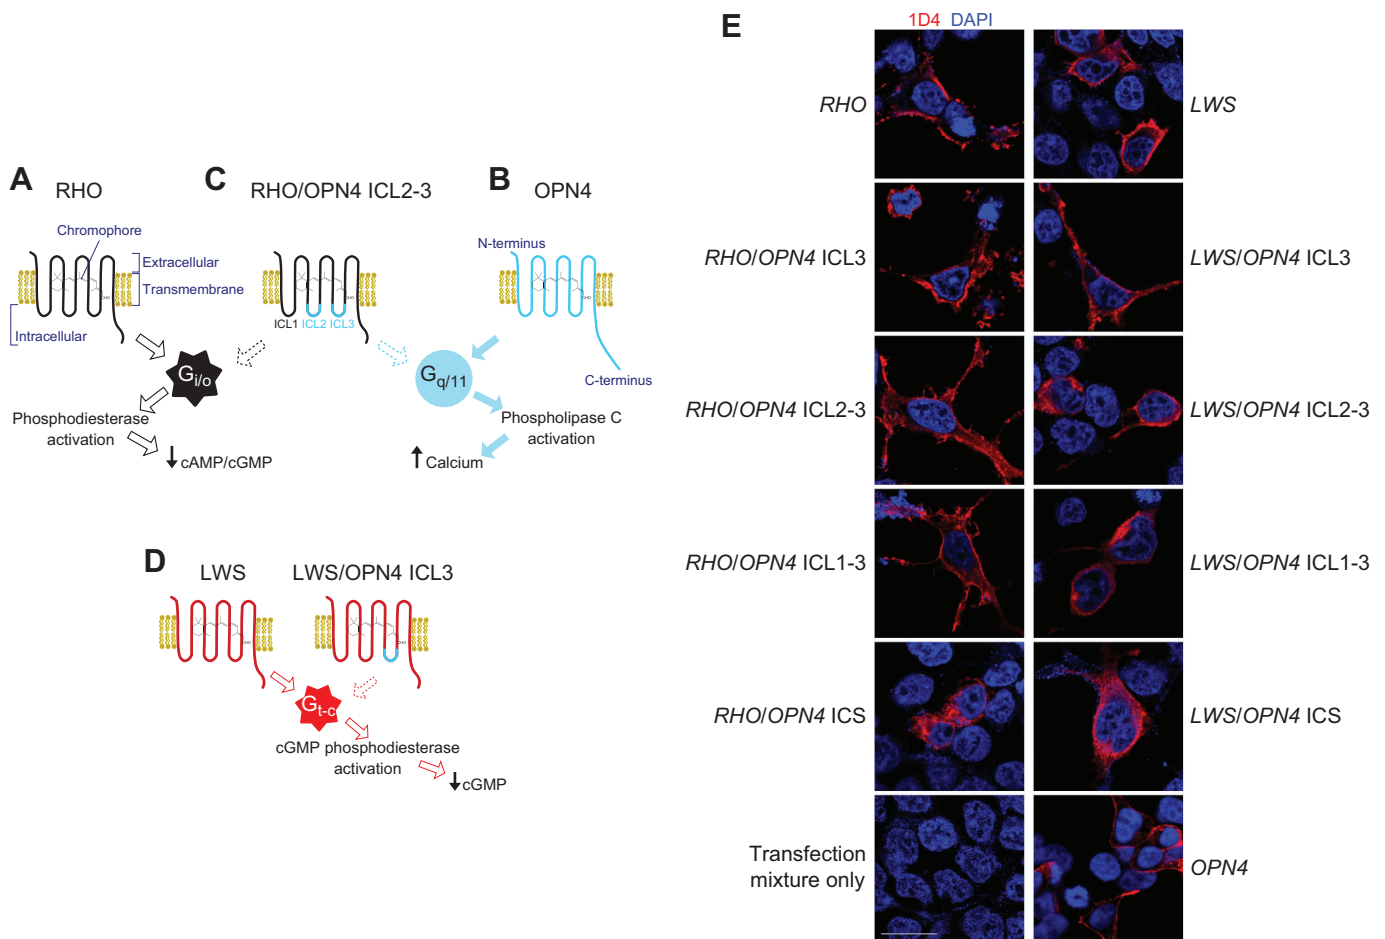 A
RHO
Chromophore
Extracellular
Transmembrane
Intracellular
G i/o
Phosphodiesterase
activation
cAMP/cGMP
C
RHO/OPN4 ICL2-3
ICL1 ICL2 ICL3
B
OPN4
N-terminus
C-terminus
G q/11
Phospholipase C
activation
Calcium
D
LWS
LWS/OPN4 ICL3
G t-c
cGMP phosphodiesterase
activation
cGMP
E
1D4 DAPI
RHO
LWS
RHO/OPN4 ICL3
LWS/OPN4 ICL3
RHO/OPN4 ICL2-3
LWS/OPN4 ICL2-3
RHO/OPN4 ICL1-3
LWS/OPN4 ICL1-3
RHO/OPN4 ICS
LWS/OPN4 ICS
Transfection
mixture only
OPN4